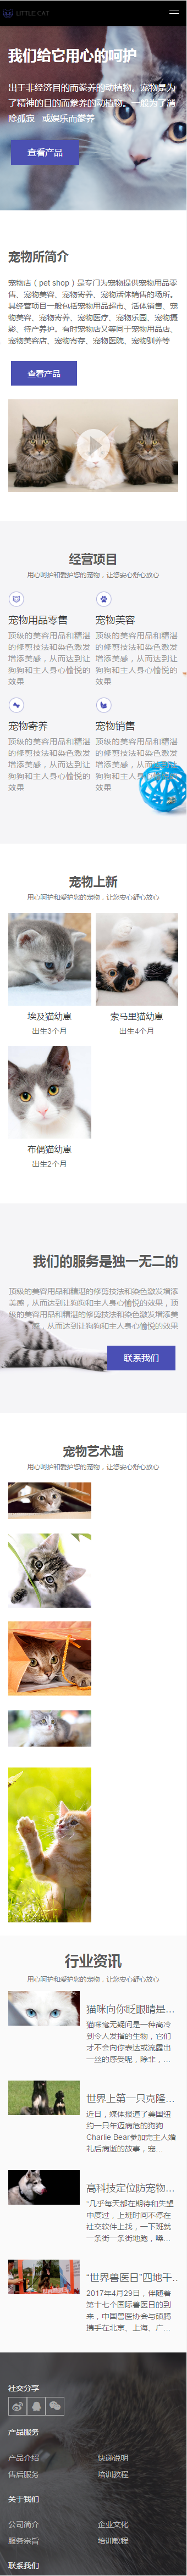 LITTLE CAT
我们给它用心的呵护
出于非经济目的而豢养的动植物。宠物是为
了精神的目的而豢养的动植物。一般为了消
除孤寂 或娱乐而豢养
查看产品
宠物所简介
宠物店（pet shop）是专门为宠物提供宠物用品零
售、宠物美容、宠物寄养、宠物活体销售的场所。
其经营项目一般包括宠物用品超市、活体销售、宠
物美容、宠物寄养、宠物医疗、宠物乐园、宠物摄
影、待产养护。有时宠物店又等同于宠物用品店、
宠物美容店、宠物寄存、宠物医院、宠物驯养等
查看产品
经营项目
用心呵护和爱护您的宠物，让您安心舒心放心
宠物用品零售
顶级的美容用品和精湛
的修剪技法和染色激发
增添美感，从而达到让
狗狗和主人身心愉悦的
效果
宠物美容
顶级的美容用品和精湛
的修剪技法和染色激发
增添美感，从而达到让
狗狗和主人身心愉悦的
效果
宠物寄养
顶级的美容用品和精湛
的修剪技法和染色激发
增添美感，从而达到让
狗狗和主人身心愉悦的
效果
宠物销售
顶级的美容用品和精湛
的修剪技法和染色激发
增添美感，从而达到让
狗狗和主人身心愉悦的
效果
宠物上新
用心呵护和爱护您的宠物，让您安心舒心放心
埃及猫幼崽
出生3个月
索马里猫幼崽
出生4个月
布偶猫幼崽
出生2个月
我们的服务是独一无二的
顶级的美容用品和精湛的修剪技法和染色激发增添
美感，从而达到让狗狗和主人身心愉悦的效果，顶
级的美容用品和精湛的修剪技法和染色激发增添美
感，从而达到让狗狗和主人身心愉悦的效果
联系我们
宠物艺术墙
用心呵护和爱护您的宠物，让您安心舒心放心
行业资讯
用心呵护和爱护您的宠物，让您安心舒心放心
猫咪向你眨眼睛是...
猫咪毫无疑问是一种高冷
到令人发指的生物，它们
才不会向你表达或流露出
一丝的感受呢，除非，...
世界上第一只克隆...
近日，媒体报道了美国纽
约一只年迈病危的狗狗
Charlie Bear参加完主人婚
礼后病逝的故事，宠...
高科技定位防宠物...
“几乎每天都在期待和失望
中度过，上班时间不停在
社交软件上找，一下班就
一条街一条街地跑，嗓...
“世界兽医日”四地千...
2017年4月29日，伴随着
第十七个国际兽医日的到
来，中国兽医协会与硕腾
携手在北京、上海、广...
社交分享
产品服务
产品介绍
快递说明
售后服务
培训教程
关于我们
公司简介
企业文化
服务宗旨
培训教程
联系我们